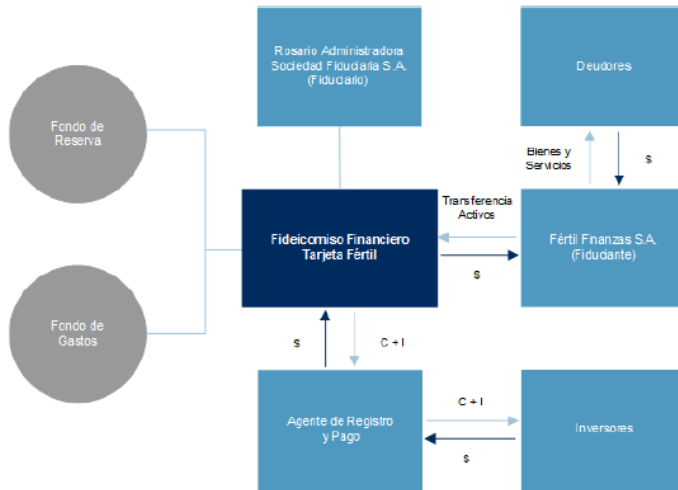 Rosario Administradora
Sociedad Fiduciaria S.A.
(Fiduciario)
Deudores
Fondo de
Reserva
Bienes y
Servicios
$
Transferencia
Activos
Fideicomiso Financiero
Tarjeta Fértil
Fértil Finanzas S.A.
(Fiduciante)
$
Fondo de
Gastos
$
C + I
Agente de Registro
y Pago
C + I
Inversores
$